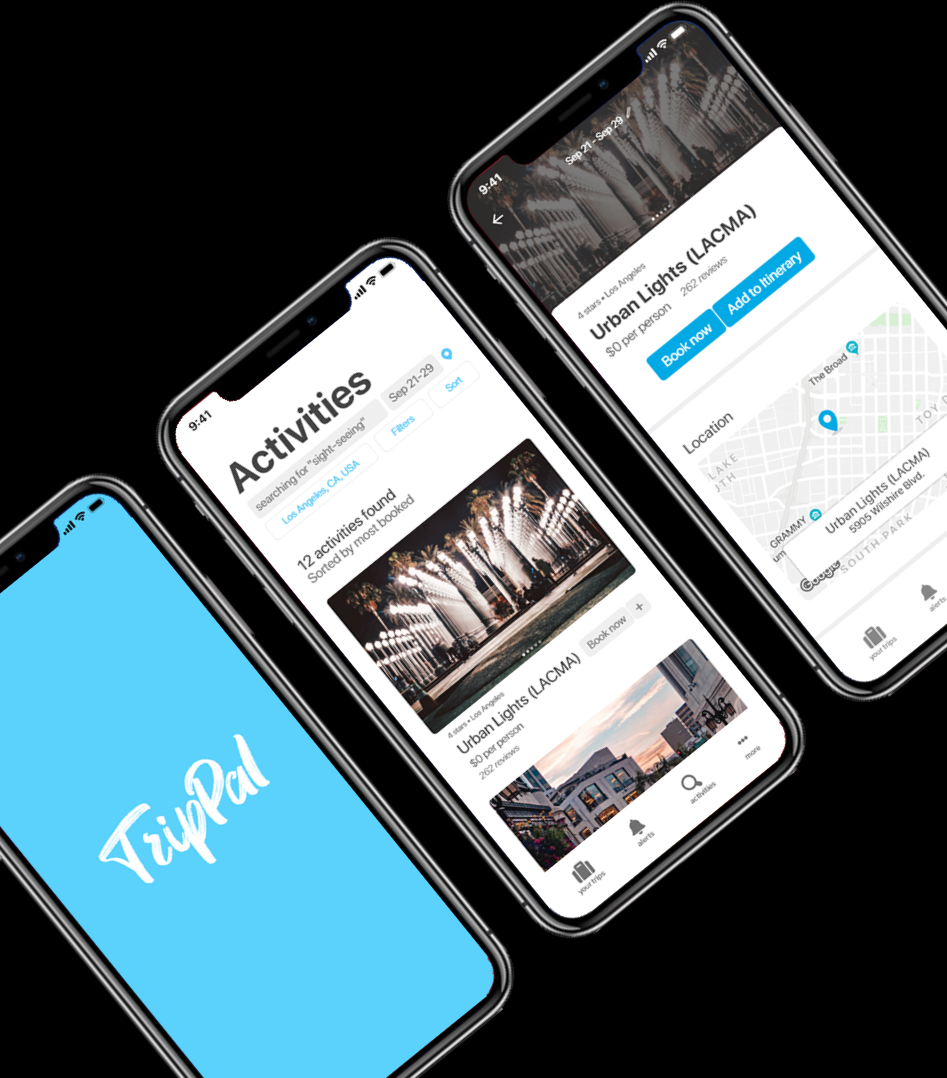 TripPal
9:41
Activities
searching for "sight-seeing"
Sep 21-29
Los Angeles, CA, USA
Filters
Sort
12 activities found
Sorted by most booked
4 stars • Los Angeles
Urban Lights (LACMA)
$0 per person
262 reviews
Book now
+
your trips
alerts
activities
more
9:41
Sep 21 - Sep 29
4 stars • Los Angeles
Urban Lights (LACMA)
$0 per person
262 reviews
Book now
Add to Itinerary
Location
The Broad
TOY D
LAKE
GRAMMY
um
Urban Lights (LACMA)
5905 Wilshire Blvd.
SOUTH PARK
Google
your trips
alerts